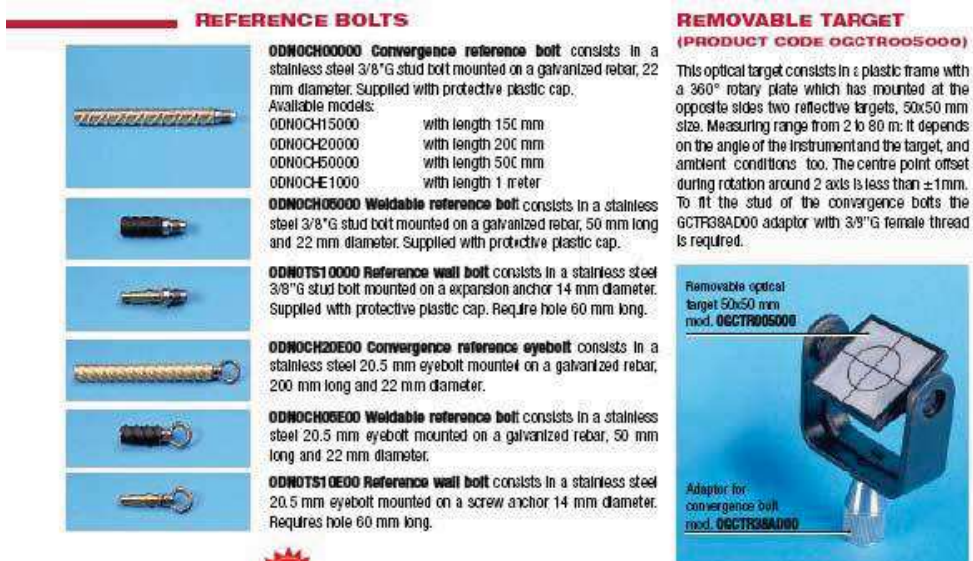 REFERENCE BOLTS
0DN0CH00000 Convergence reference bolt consists in a
stainless steel 3/8"G stud bolt mounted on a galvanized rebar, 22
mm diameter. Supplied with protective plastic cap.
Available models:
0DN0CH15000 with length 150 mm
0DN0CH20000 with length 200 mm
0DN0CH50000 with length 500 mm
0DN0CHE1000 with length 1 meter
0DN0CH05000 Weldable reference bolt consists in a stainless
steel 3/8"G stud bolt mounted on a galvanized rebar, 50 mm long
and 22 mm diameter. Supplied with protective plastic cap.
0DN0TS10000 Reference wall bolt consists in a stainless steel
3/8"G stud bolt mounted on a expansion anchor 14 mm diameter.
Supplied with protective plastic cap. Require hole 60 mm long.
0DN0CH20E00 Convergence reference eyebolt consists in a
stainless steel 20.5 mm eyebolt mounted on a galvanized rebar,
200 mm long and 22 mm diameter.
0DN0CH05E00 Weldable reference bolt consists in a stainless
steel 20.5 mm eyebolt mounted on a galvanized rebar, 50 mm
long and 22 mm diameter.
0DN0TS10E00 Reference wall bolt consists in a stainless steel
20.5 mm eyebolt mounted on a screw anchor 14 mm diameter.
Requires hole 60 mm long.
REMOVABLE TARGET
(PRODUCT CODE 0GCTR005000)
This optical target consists in a plastic frame with
a 360° rotary plate which has mounted at the
opposite sides two reflective targets, 50x50 mm
size. Measuring range from 2 to 80 m: it depends
on the angle of the instrument and the target, and
ambient conditions too. The centre point offset
during rotation around 2 axis is less than ±1mm.
To fit the stud of the convergence bolts the
GCTR38AD00 adaptor with 3/8"G female thread
is required.
Removable optical
target 50x50 mm
mod. 0GCTR005000
Adaptor for
convergence bolt
mod. 0GCTR38AD00